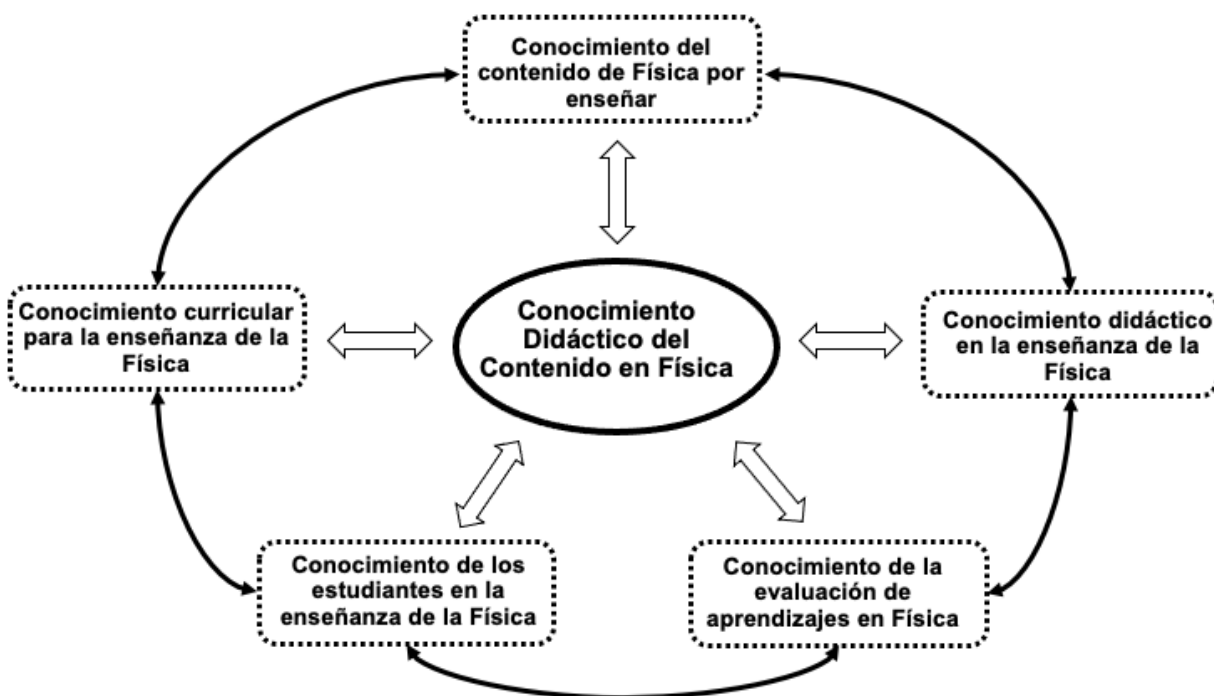 Conocimiento del
contenido de Física por
enseñar
Conocimiento curricular
para la enseñanza de la
Física
Conocimiento
Didáctico del
Contenido en Física
Conocimiento didáctico
en la enseñanza de la
Física
Conocimiento de los
estudiantes en la
enseñanza de la Física
Conocimiento de la
evaluación de
aprendizajes en Física